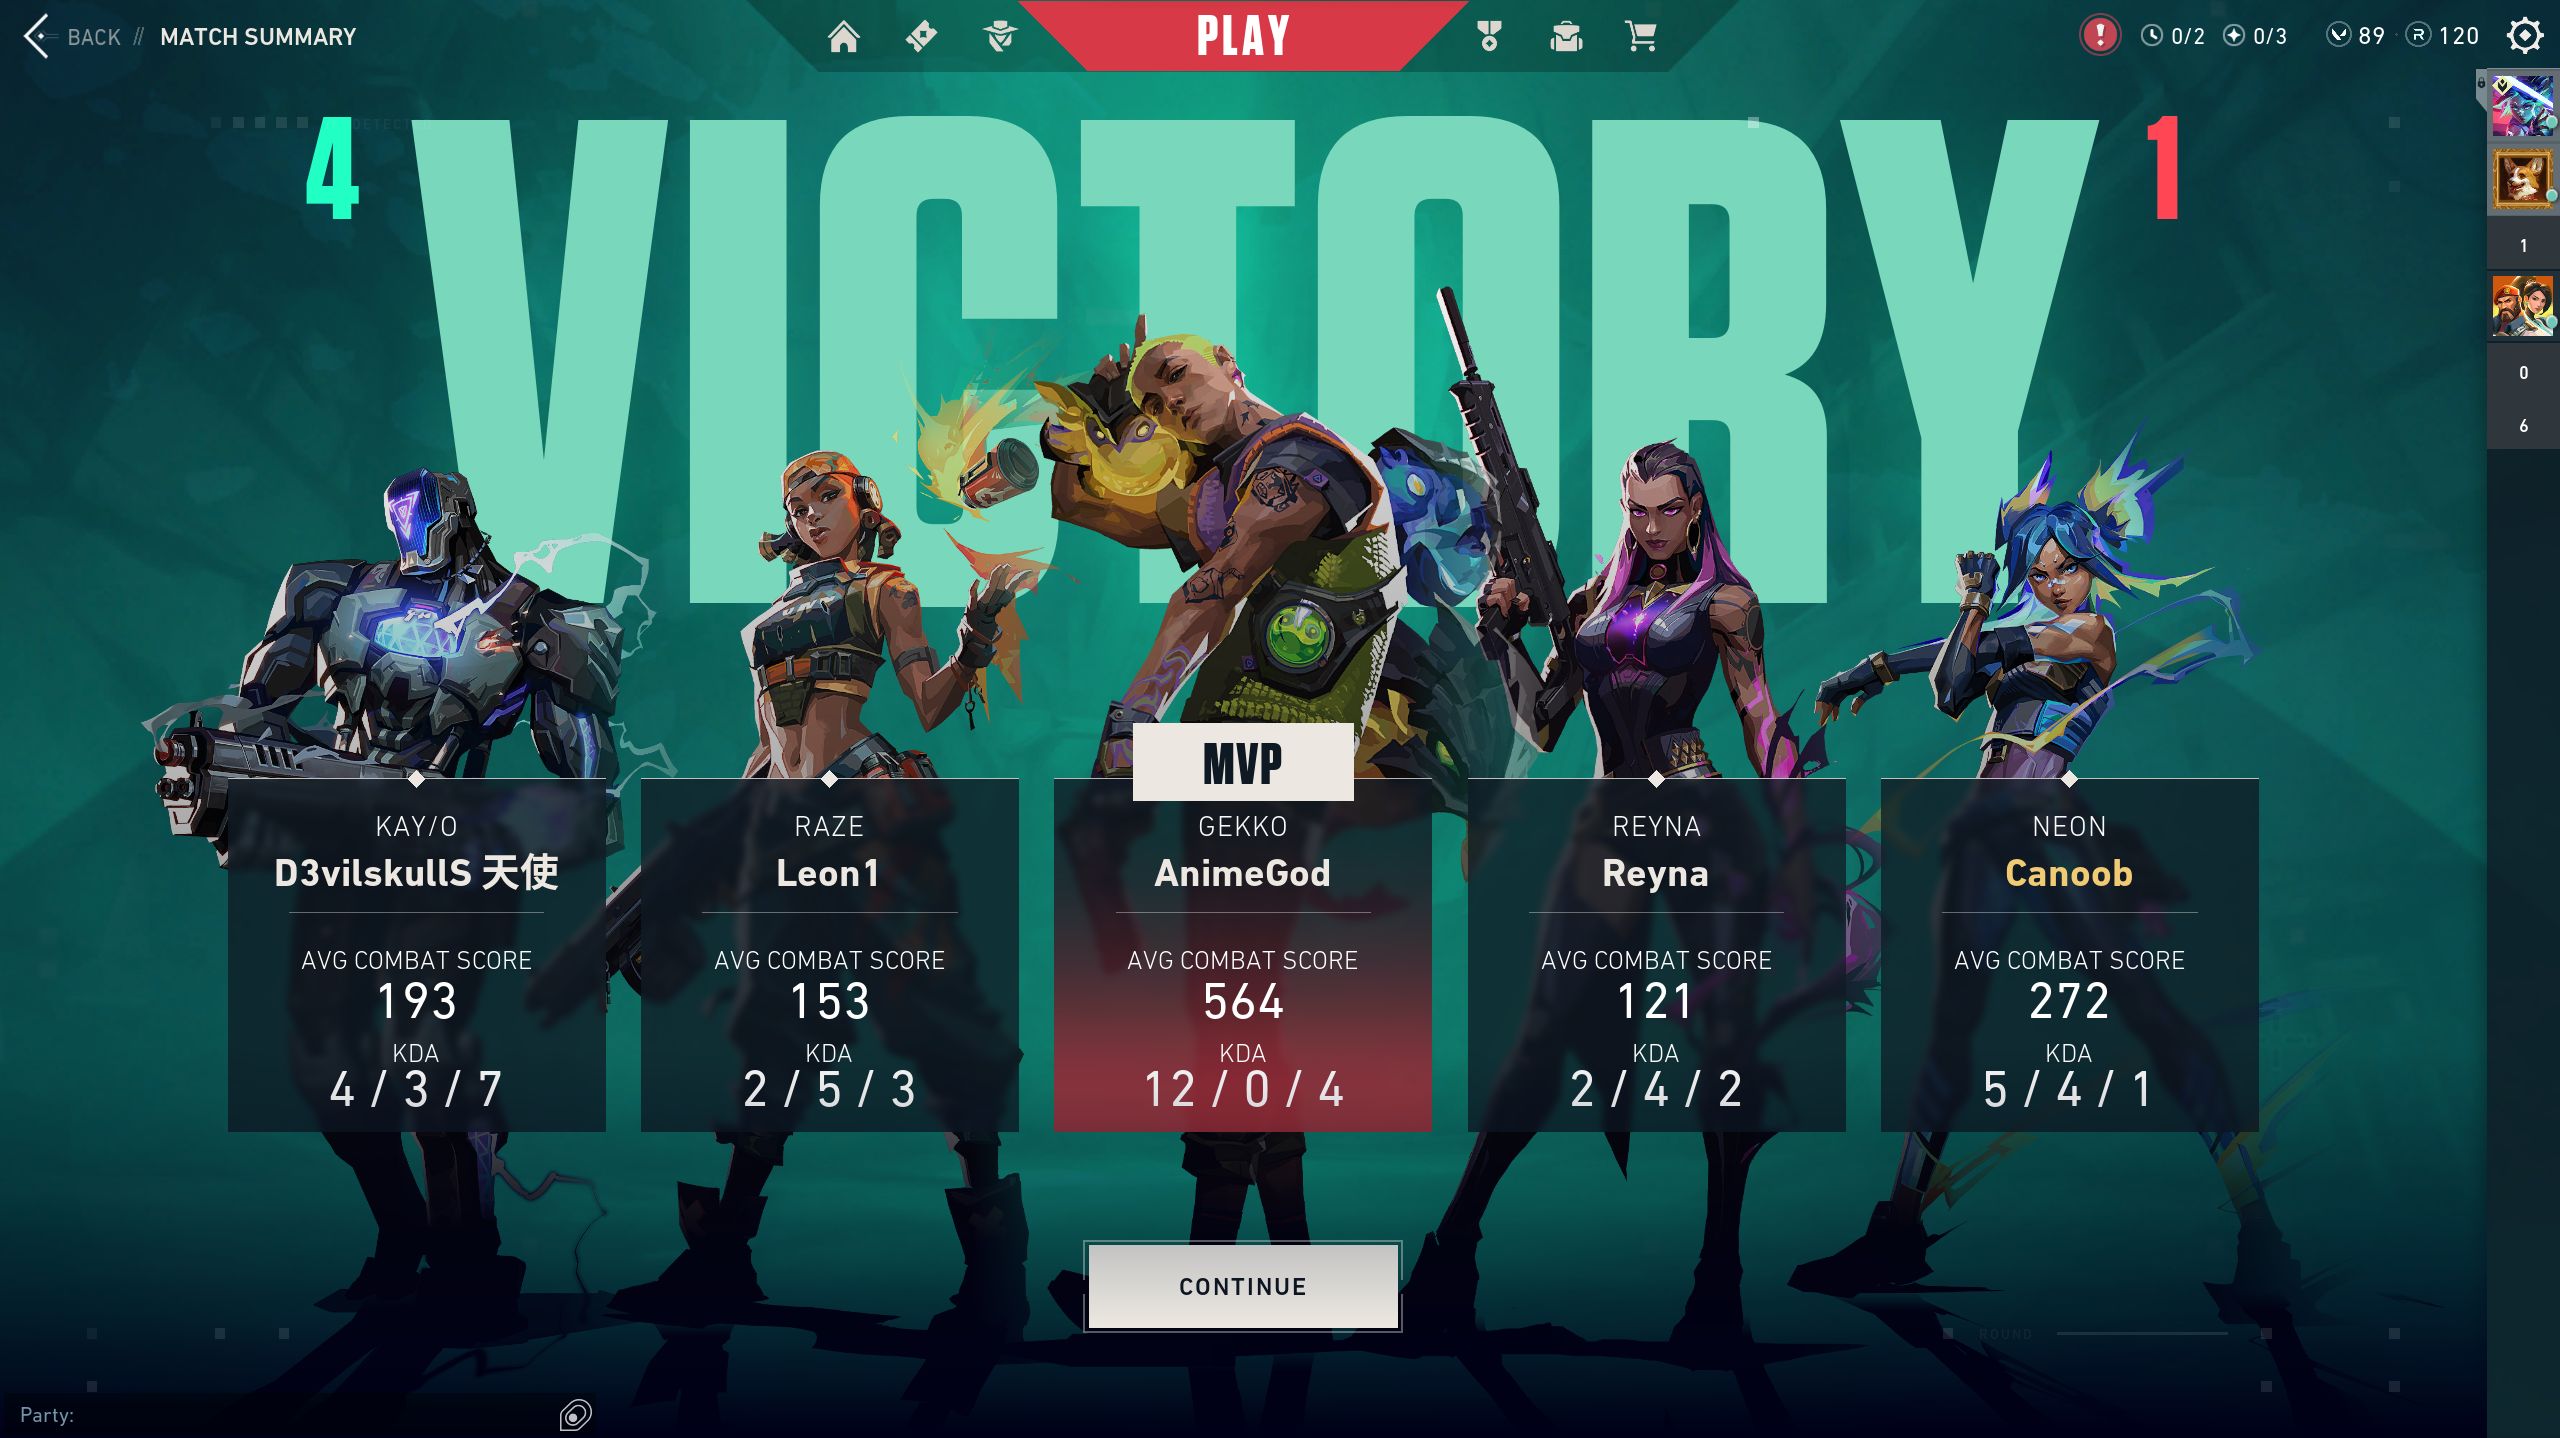 BACK // MATCH SUMMARY
PLAY
0/2 0/3 89 R 120
4 VICTORY 1
1
0
6
MVP
KAY/O
D3vilskullS 天使
AVG COMBAT SCORE
193
KDA
4 / 3 / 7
RAZE
Leon1
AVG COMBAT SCORE
153
KDA
2 / 5 / 3
GEKKO
AnimeGod
AVG COMBAT SCORE
564
KDA
12 / 0 / 4
REYNA
Reyna
AVG COMBAT SCORE
121
KDA
2 / 4 / 2
NEON
Canoob
AVG COMBAT SCORE
272
KDA
5 / 4 / 1
CONTINUE
ROUND
Party: